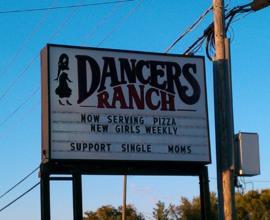 DANCERS
RANCH
NOW SERVING PIZZA
NEW GIRLS WEEKLY
SUPPORT SINGLE MOMS